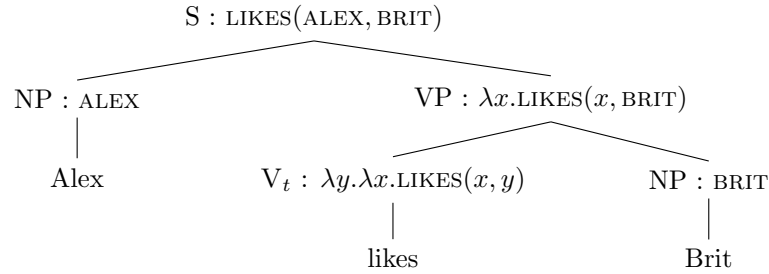 S : LIKES(ALEX, BRIT)
NP : ALEX VP : λx.LIKES(x, BRIT)
Alex V_t : λy.λx.LIKES(x, y) NP : BRIT
likes Brit